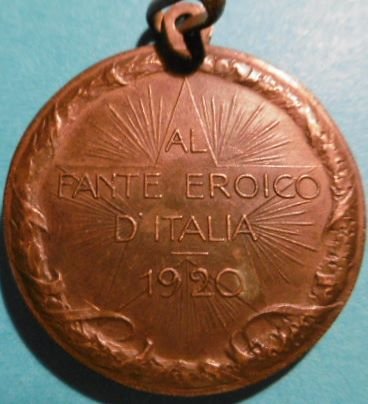 AL
FANTE EROICO
D'ITALIA
1920